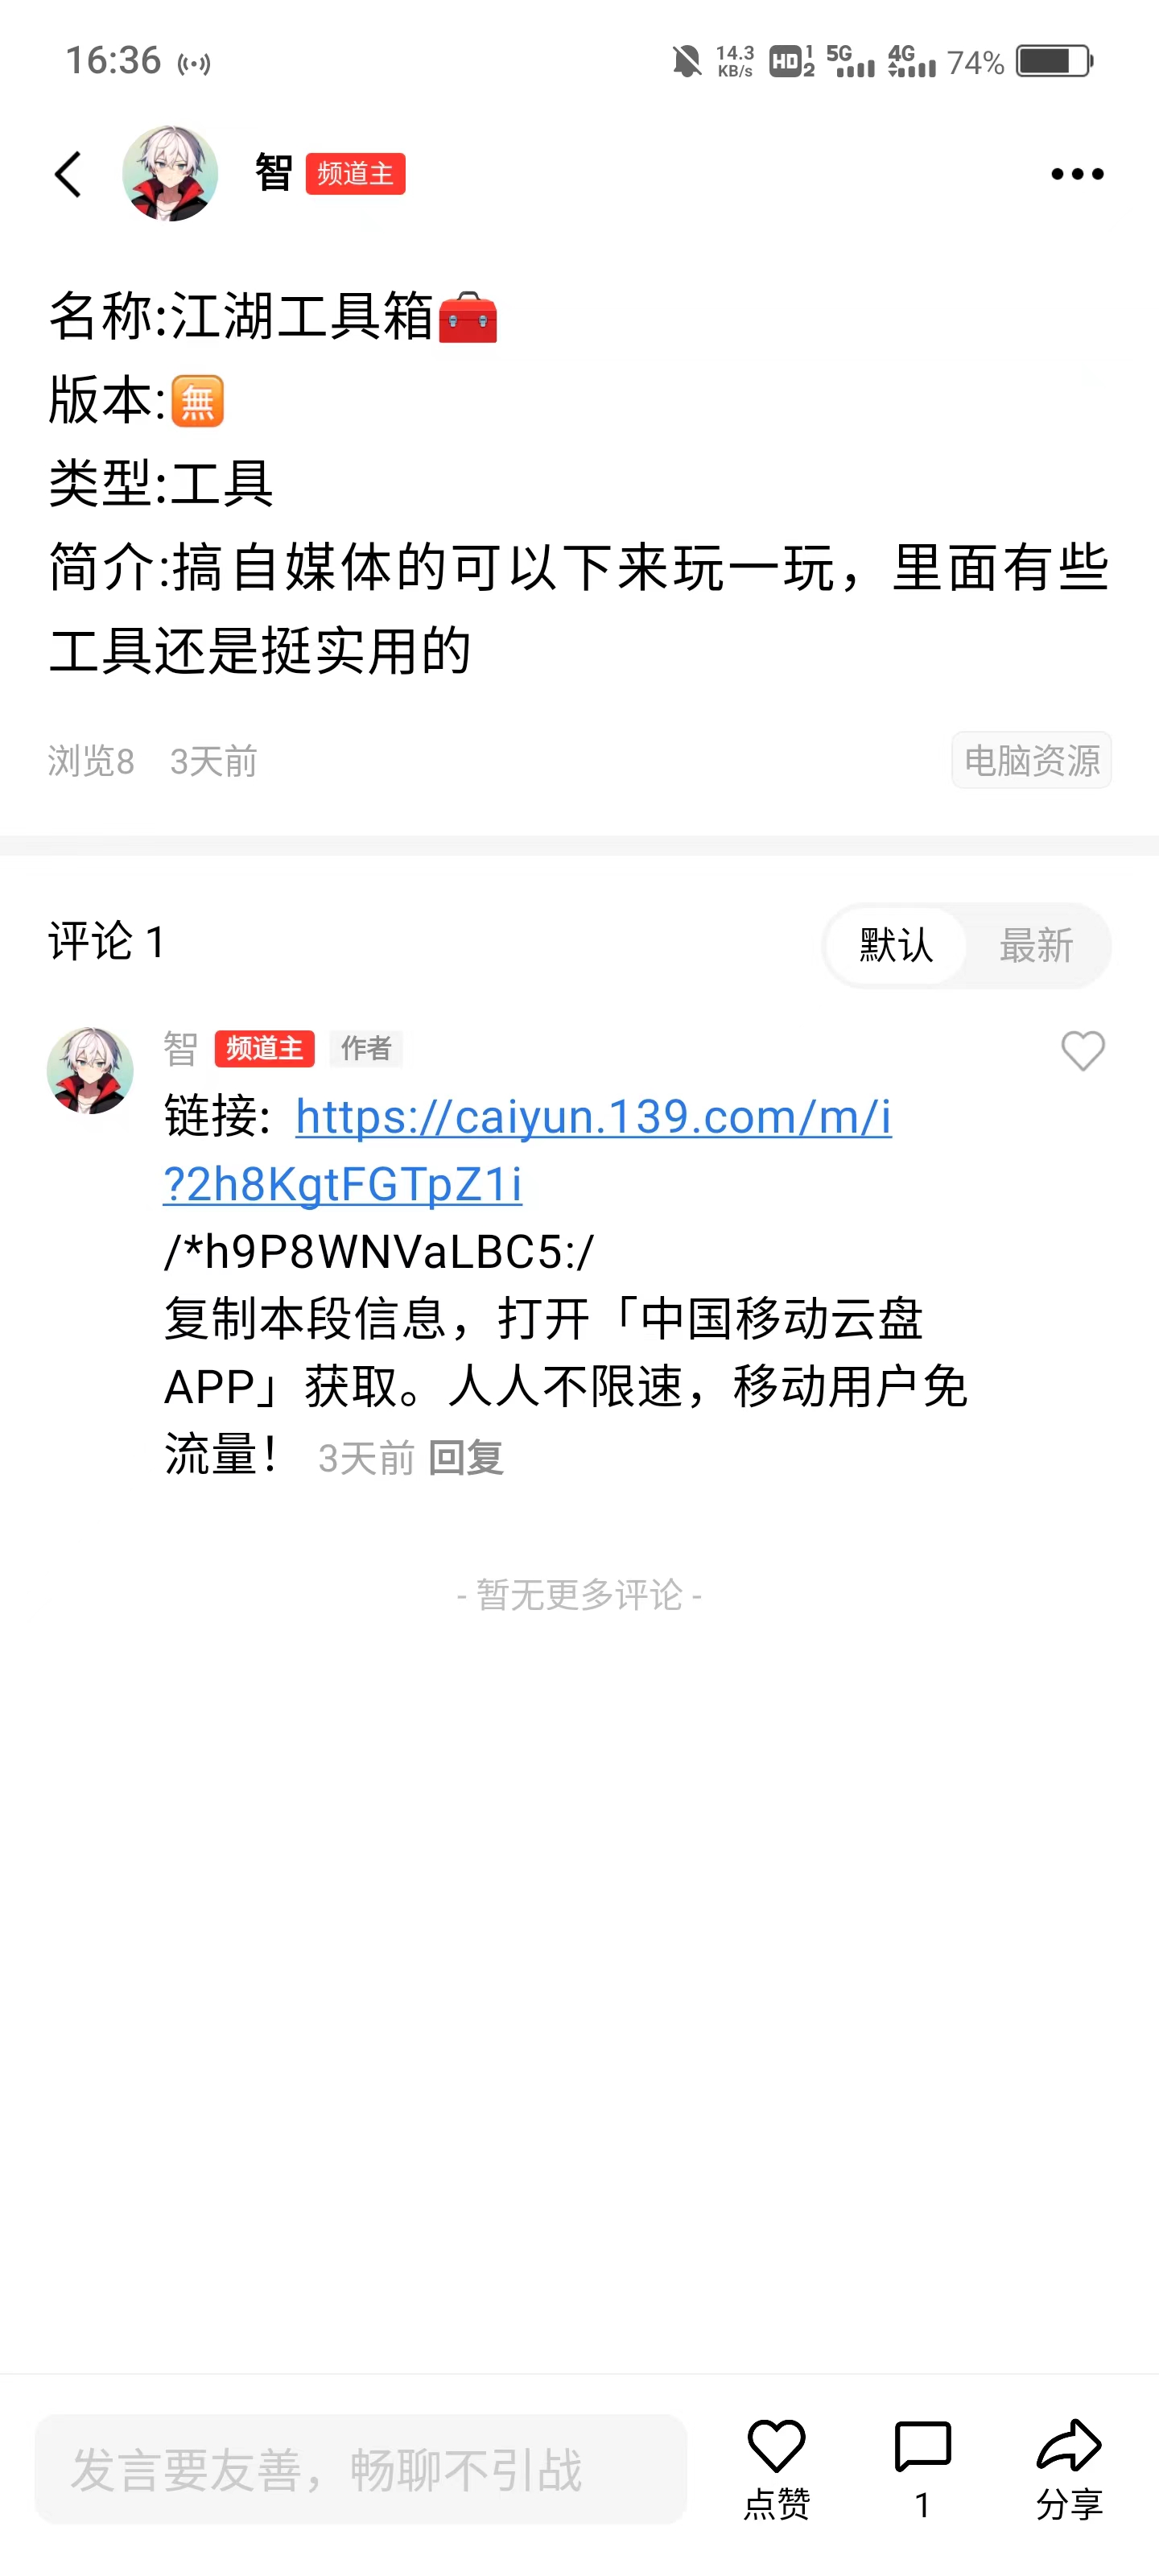 16:36
14.3 KB/s HD 1 2 5G 4G 74%
智 频道主
名称:江湖工具箱🧰
版本:🈚
类型:工具
简介:搞自媒体的可以下来玩一玩，里面有些
工具还是挺实用的
浏览8 3天前 电脑资源
评论 1 默认 最新
智 频道主 作者
链接: https://caiyun.139.com/m/i
?2h8KgtFGTpZ1i
/*h9P8WNVaLBC5:/
复制本段信息，打开「中国移动云盘
APP」获取。人人不限速，移动用户免
流量！ 3天前 回复
- 暂无更多评论 -
发言要友善，畅聊不引战
点赞 1 分享